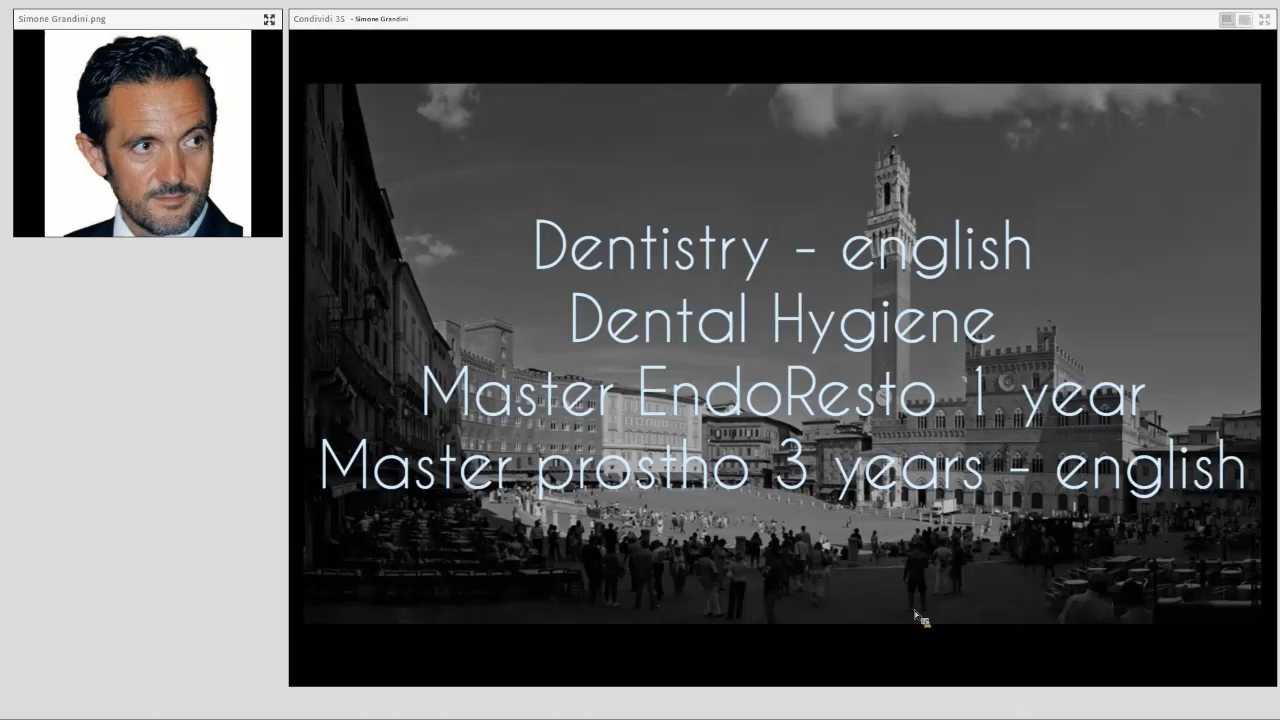 Simone Grandini.png
Condividi 3S - Simone Grandini
Dentistry - english
Dental Hygiene
Master EndoResto 1 year
Master prostho 3 years - english